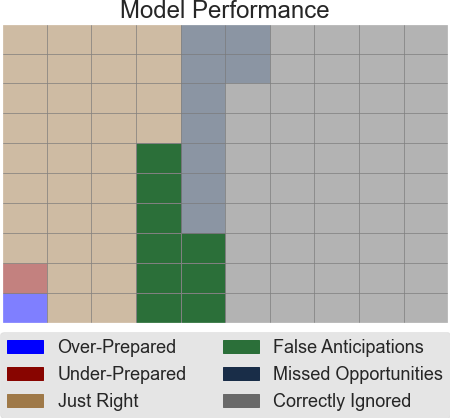 Model Performance
Over-Prepared
Under-Prepared
Just Right
False Anticipations
Missed Opportunities
Correctly Ignored